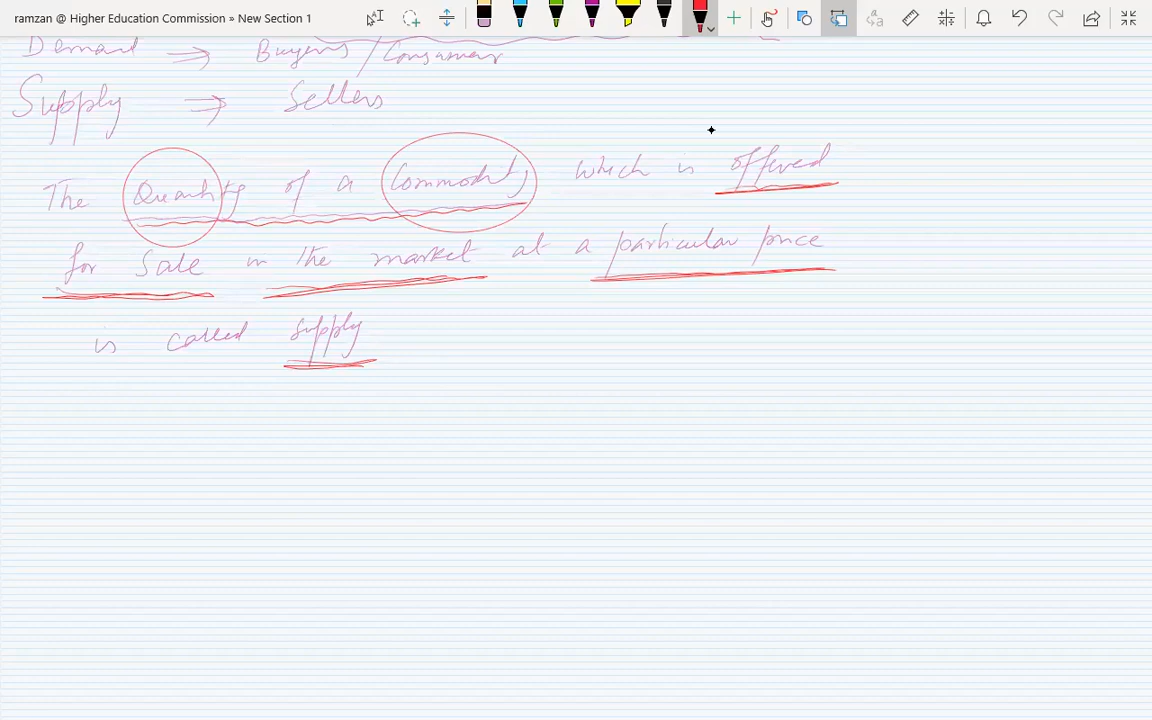 ramzan @ Higher Education Commission » New Section 1
Demand ⇒ Buyers / Consumers
Supply ⇒ Sellers
The Quantity of a Commodity which is offered
for Sale in the market at a particular price
is called supply